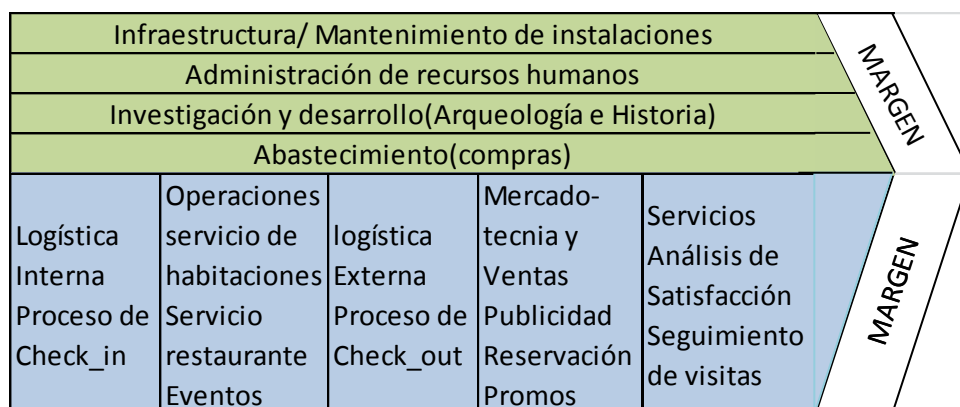 Infraestructura/ Mantenimiento de instalaciones
Administración de recursos humanos
Investigación y desarrollo(Arqueología e Historia)
Abastecimiento(compras)
MARGEN
Logística
Interna
Proceso de
Check_in
Operaciones
servicio de
habitaciones
Servicio
restaurante
Eventos
logística
Externa
Proceso de
Check_out
Mercado-
tecnia y
Ventas
Publicidad
Reservación
Promos
Servicios
Análisis de
Satisfacción
Seguimiento
de visitas
MARGEN